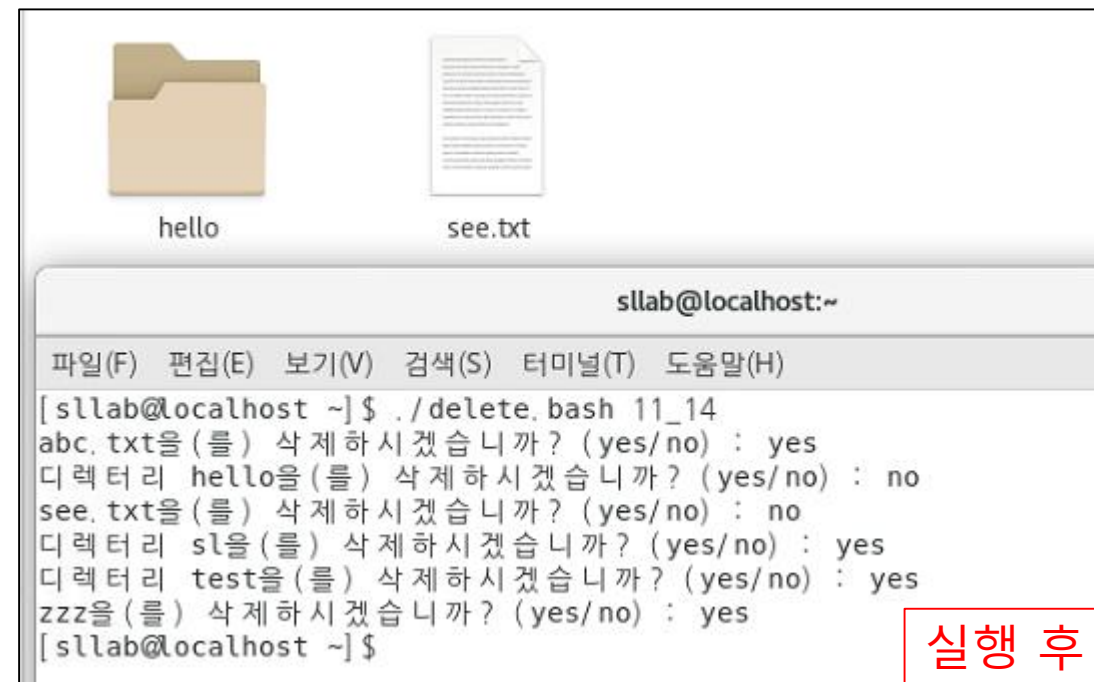 hello
see.txt
sllab@localhost:~
파일(F) 편집(E) 보기(V) 검색(S) 터미널(T) 도움말(H)
[sllab@localhost ~]$ ./delete.bash 11_14
abc.txt을(를) 삭제하시겠습니까? (yes/no) : yes
디렉터리 hello을(를) 삭제하시겠습니까? (yes/no) : no
see.txt을(를) 삭제하시겠습니까? (yes/no) : no
디렉터리 sl을(를) 삭제하시겠습니까? (yes/no) : yes
디렉터리 test을(를) 삭제하시겠습니까? (yes/no) : yes
zzz을(를) 삭제하시겠습니까? (yes/no) : yes
[sllab@localhost ~]$
실행 후